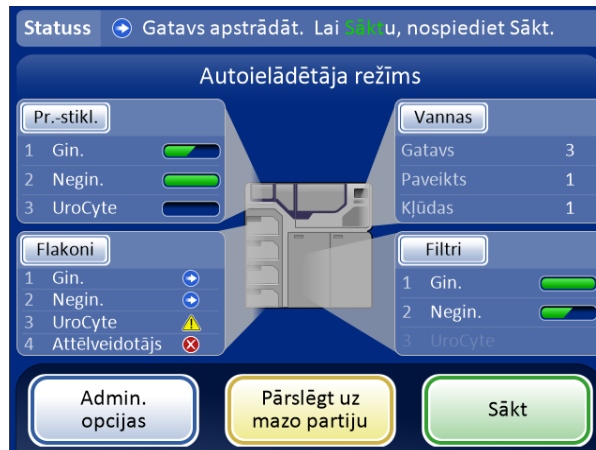 Statuss Gatavs apstrādāt. Lai Sāktu, nospiediet Sākt.
Autoielādētāja režīms
Pr.-stikl.
1 Gin.
2 Negin.
3 UroCyte
Vannas
Gatavs 3
Paveikts 1
Kļūdas 1
Flakoni
1 Gin.
2 Negin.
3 UroCyte
4 Attēlveidotājs
Filtri
1 Gin.
2 Negin.
3 UroCyte
Admin.
opcijas
Pārslēgt uz
mazo partiju
Sākt